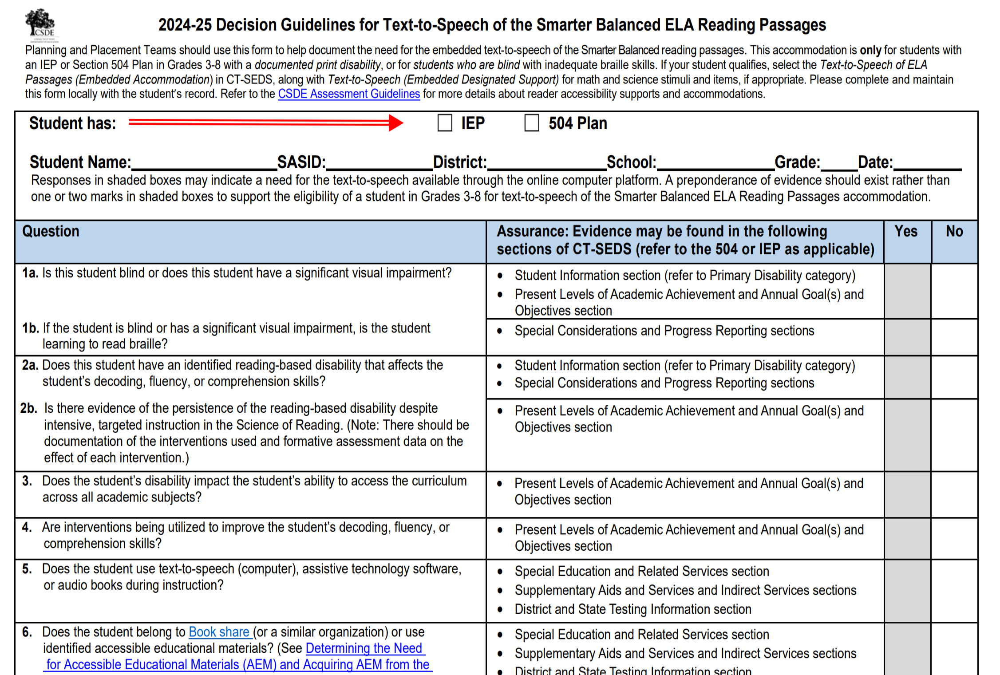 CSDE
CONNECTICUT STATE
DEPARTMENT OF EDUCATION
2024-25 Decision Guidelines for Text-to-Speech of the Smarter Balanced ELA Reading Passages
Planning and Placement Teams should use this form to help document the need for the embedded text-to-speech of the Smarter Balanced reading passages. This accommodation is only for students with
an IEP or Section 504 Plan in Grades 3-8 with a documented print disability, or for students who are blind with inadequate braille skills. If your student qualifies, select the Text-to-Speech of ELA
Passages (Embedded Accommodation) in CT-SEDS, along with Text-to-Speech (Embedded Designated Support) for math and science stimuli and items, if appropriate. Please complete and maintain
this form locally with the student's record. Refer to the CSDE Assessment Guidelines for more details about reader accessibility supports and accommodations.
Student has: IEP 504 Plan
Student Name: SASID: District: School: Grade: Date:
Responses in shaded boxes may indicate a need for the text-to-speech available through the online computer platform. A preponderance of evidence should exist rather than
one or two marks in shaded boxes to support the eligibility of a student in Grades 3-8 for text-to-speech of the Smarter Balanced ELA Reading Passages accommodation.
Question
Assurance: Evidence may be found in the following
sections of CT-SEDS (refer to the 504 or IEP as applicable)
Yes
No
1a. Is this student blind or does this student have a significant visual impairment?
• Student Information section (refer to Primary Disability category)
• Present Levels of Academic Achievement and Annual Goal(s) and
Objectives section
1b. If the student is blind or has a significant visual impairment, is the student
learning to read braille?
• Special Considerations and Progress Reporting sections
2a. Does this student have an identified reading-based disability that affects the
student’s decoding, fluency, or comprehension skills?
• Student Information section (refer to Primary Disability category)
• Special Considerations and Progress Reporting sections
2b. Is there evidence of the persistence of the reading-based disability despite
intensive, targeted instruction in the Science of Reading. (Note: There should be
documentation of the interventions used and formative assessment data on the
effect of each intervention.)
• Present Levels of Academic Achievement and Annual Goal(s) and
Objectives section
3. Does the student’s disability impact the student’s ability to access the curriculum
across all academic subjects?
• Present Levels of Academic Achievement and Annual Goal(s) and
Objectives section
4. Are interventions being utilized to improve the student’s decoding, fluency, or
comprehension skills?
• Present Levels of Academic Achievement and Annual Goal(s) and
Objectives section
5. Does the student use text-to-speech (computer), assistive technology software,
or audio books during instruction?
• Special Education and Related Services section
• Supplementary Aids and Services and Indirect Services sections
• District and State Testing Information section
6. Does the student belong to Book share (or a similar organization) or use
identified accessible educational materials? (See Determining the Need
for Accessible Educational Materials (AEM) and Acquiring AEM from the
• Special Education and Related Services section
• Supplementary Aids and Services and Indirect Services sections
• District and State Testing Information section